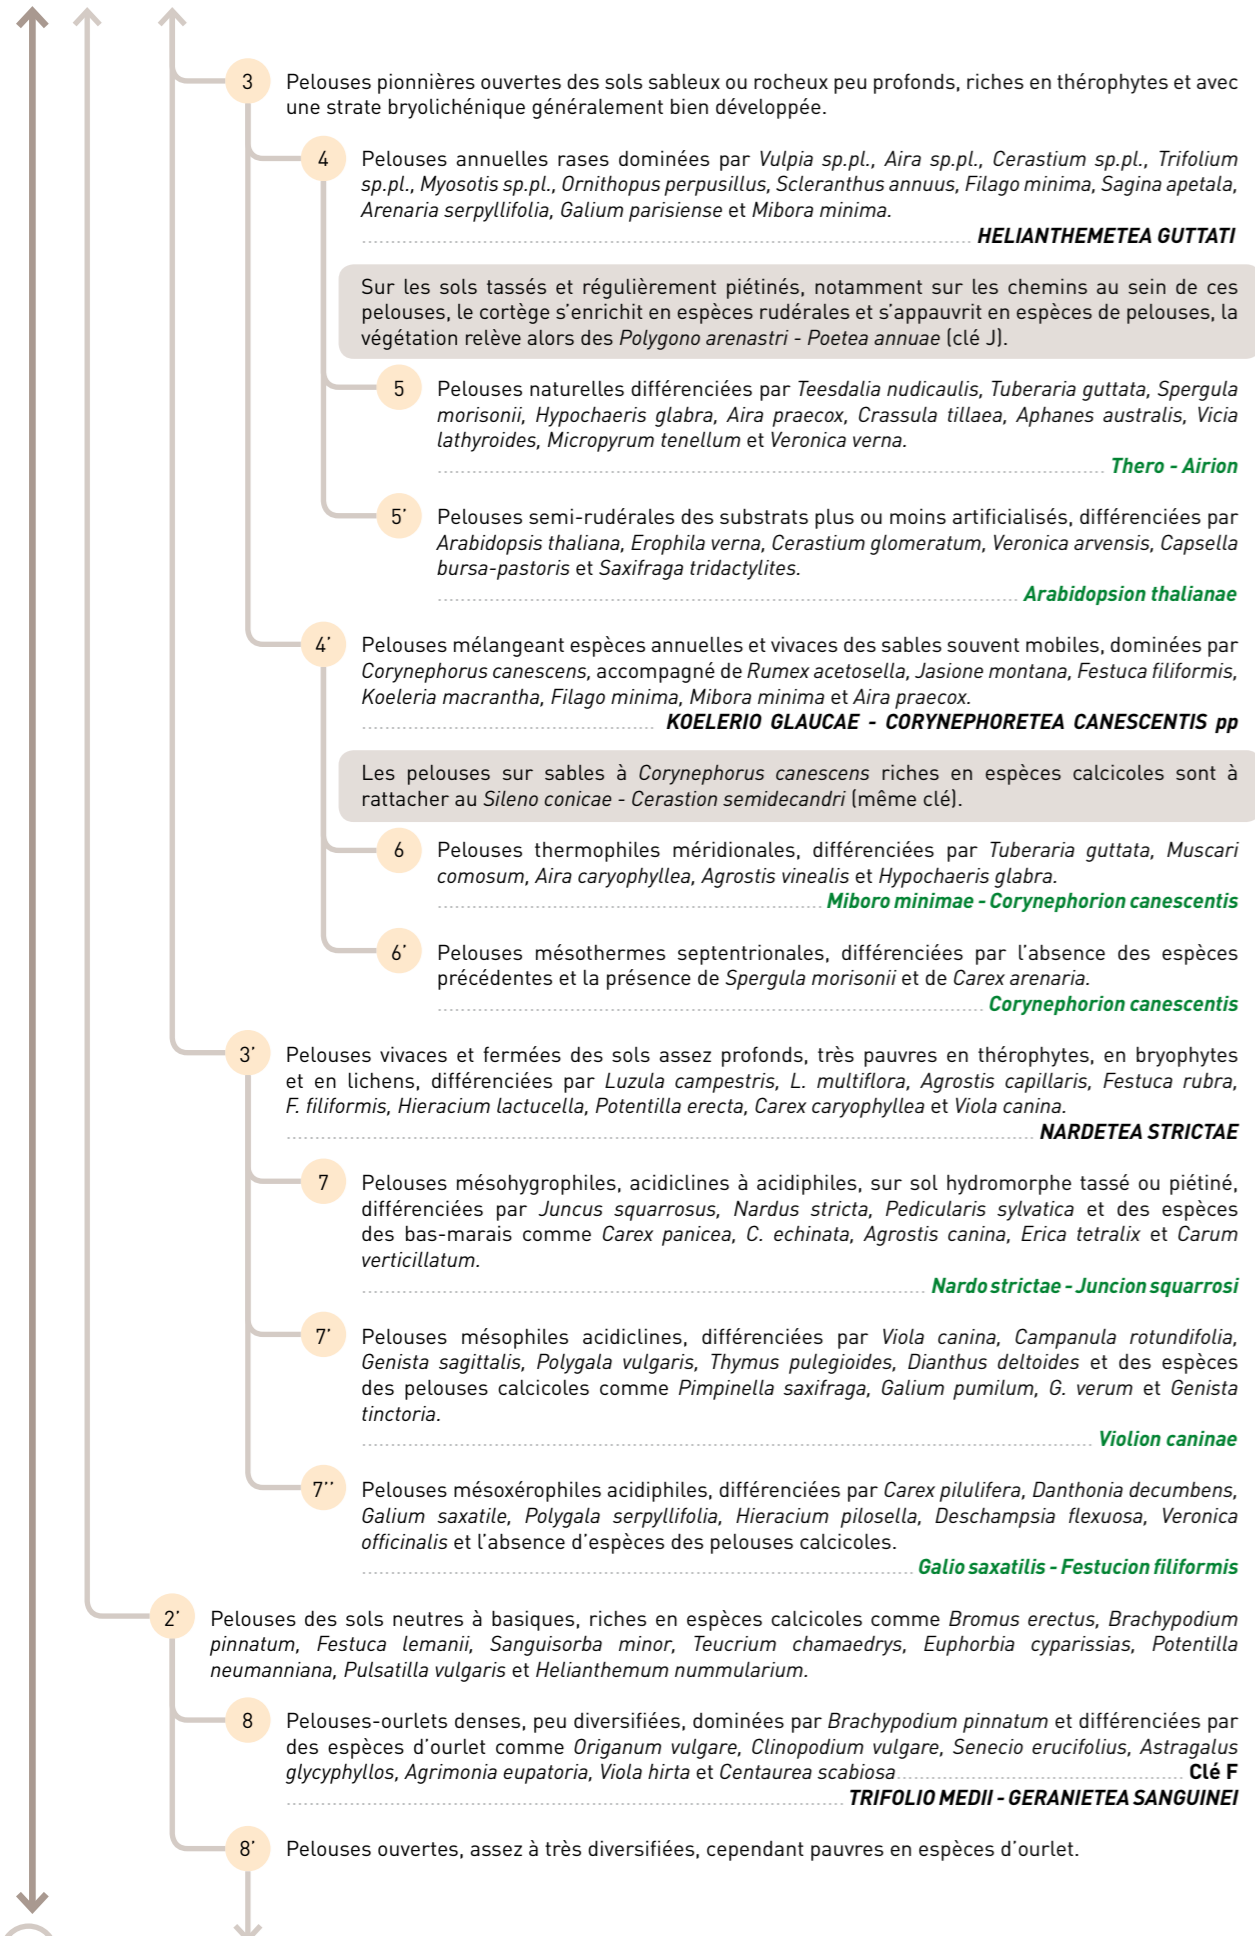 3 Pelouses pionnières ouvertes des sols sableux ou rocheux peu profonds, riches en thérophytes et avec
une strate bryolichénique généralement bien développée.
4 Pelouses annuelles rases dominées par Vulpia sp.pl., Aira sp.pl., Cerastium sp.pl., Trifolium
sp.pl., Myosotis sp.pl., Ornithopus perpusillus, Scleranthus annuus, Filago minima, Sagina apetala,
Arenaria serpyllifolia, Galium parisiense et Mibora minima.
HELIANTHEMETEA GUTTATI
Sur les sols tassés et régulièrement piétinés, notamment sur les chemins au sein de ces
pelouses, le cortège s'enrichit en espèces rudérales et s'appauvrit en espèces de pelouses, la
végétation relève alors des Polygono arenastri - Poetea annuae (clé J).
5 Pelouses naturelles différenciées par Teesdalia nudicaulis, Tuberaria guttata, Spergula
morisonii, Hypochaeris glabra, Aira praecox, Crassula tillaea, Aphanes australis, Vicia
lathyroides, Micropyrum tenellum et Veronica verna.
Thero - Airion
5' Pelouses semi-rudérales des substrats plus ou moins artificialisés, différenciées par
Arabidopsis thaliana, Erophila verna, Cerastium glomeratum, Veronica arvensis, Capsella
bursa-pastoris et Saxifraga tridactylites.
Arabidopsion thalianae
4' Pelouses mélangeant espèces annuelles et vivaces des sables souvent mobiles, dominées par
Corynephorus canescens, accompagné de Rumex acetosella, Jasione montana, Festuca filiformis,
Koeleria macrantha, Filago minima, Mibora minima et Aira praecox.
KOELERIO GLAUCAE - CORYNEPHORETEA CANESCENTIS pp
Les pelouses sur sables à Corynephorus canescens riches en espèces calcicoles sont à
rattacher au Sileno conicae - Cerastion semidecandri (même clé).
6 Pelouses thermophiles méridionales, différenciées par Tuberaria guttata, Muscari
comosum, Aira caryophyllea, Agrostis vinealis et Hypochaeris glabra.
Miboro minimae - Corynephorion canescentis
6' Pelouses mésothermes septentrionales, différenciées par l'absence des espèces
précédentes et la présence de Spergula morisonii et de Carex arenaria.
Corynephorion canescentis
3' Pelouses vivaces et fermées des sols assez profonds, très pauvres en thérophytes, en bryophytes
et en lichens, différenciées par Luzula campestris, L. multiflora, Agrostis capillaris, Festuca rubra,
F. filiformis, Hieracium lactucella, Potentilla erecta, Carex caryophyllea et Viola canina.
NARDETEA STRICTAE
7 Pelouses mésohygrophiles, acidiclines à acidiphiles, sur sol hydromorphe tassé ou piétiné,
différenciées par Juncus squarrosus, Nardus stricta, Pedicularis sylvatica et des espèces
des bas-marais comme Carex panicea, C. echinata, Agrostis canina, Erica tetralix et Carum
verticillatum.
Nardo strictae - Juncion squarrosi
7' Pelouses mésophiles acidiclines, différenciées par Viola canina, Campanula rotundifolia,
Genista sagittalis, Polygala vulgaris, Thymus pulegioides, Dianthus deltoides et des espèces
des pelouses calcicoles comme Pimpinella saxifraga, Galium pumilum, G. verum et Genista
tinctoria.
Violion caninae
7'' Pelouses mésoxérophiles acidiphiles, différenciées par Carex pilulifera, Danthonia decumbens,
Galium saxatile, Polygala serpyllifolia, Hieracium pilosella, Deschampsia flexuosa, Veronica
officinalis et l'absence d'espèces des pelouses calcicoles.
Galio saxatilis - Festucion filiformis
2' Pelouses des sols neutres à basiques, riches en espèces calcicoles comme Bromus erectus, Brachypodium
pinnatum, Festuca lemanii, Sanguisorba minor, Teucrium chamaedrys, Euphorbia cyparissias, Potentilla
neumanniana, Pulsatilla vulgaris et Helianthemum nummularium.
8 Pelouses-ourlets denses, peu diversifiées, dominées par Brachypodium pinnatum et différenciées par
des espèces d'ourlet comme Origanum vulgare, Clinopodium vulgare, Senecio erucifolius, Astragalus
glycyphyllos, Agrimonia eupatoria, Viola hirta et Centaurea scabiosa Clé F
TRIFOLIO MEDII - GERANIETEA SANGUINEI
8' Pelouses ouvertes, assez à très diversifiées, cependant pauvres en espèces d'ourlet.